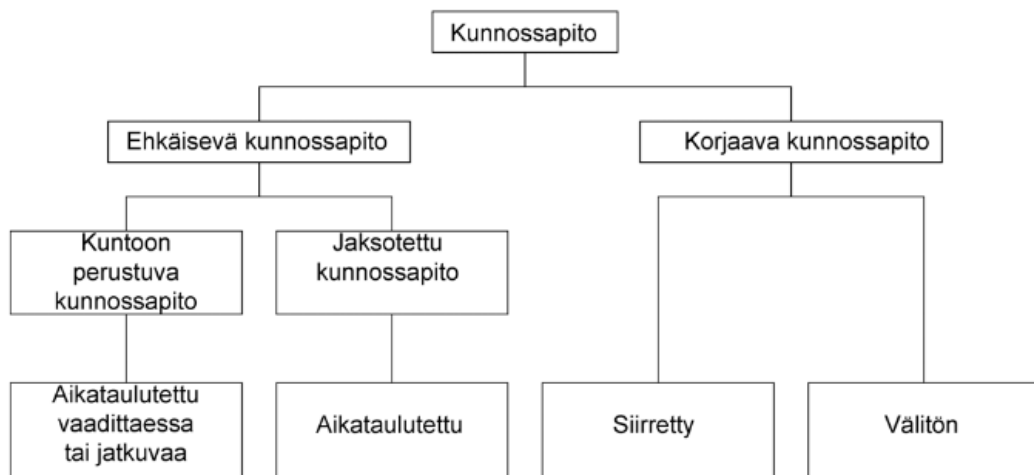 Kunnossapito
Ehkäisevä kunnossapito
Korjaava kunnossapito
Kuntoon
perustuva
kunnossapito
Jaksotettu
kunnossapito
Aikataulutettu
vaadittaessa
tai jatkuvaa
Aikataulutettu
Siirretty
Välitön